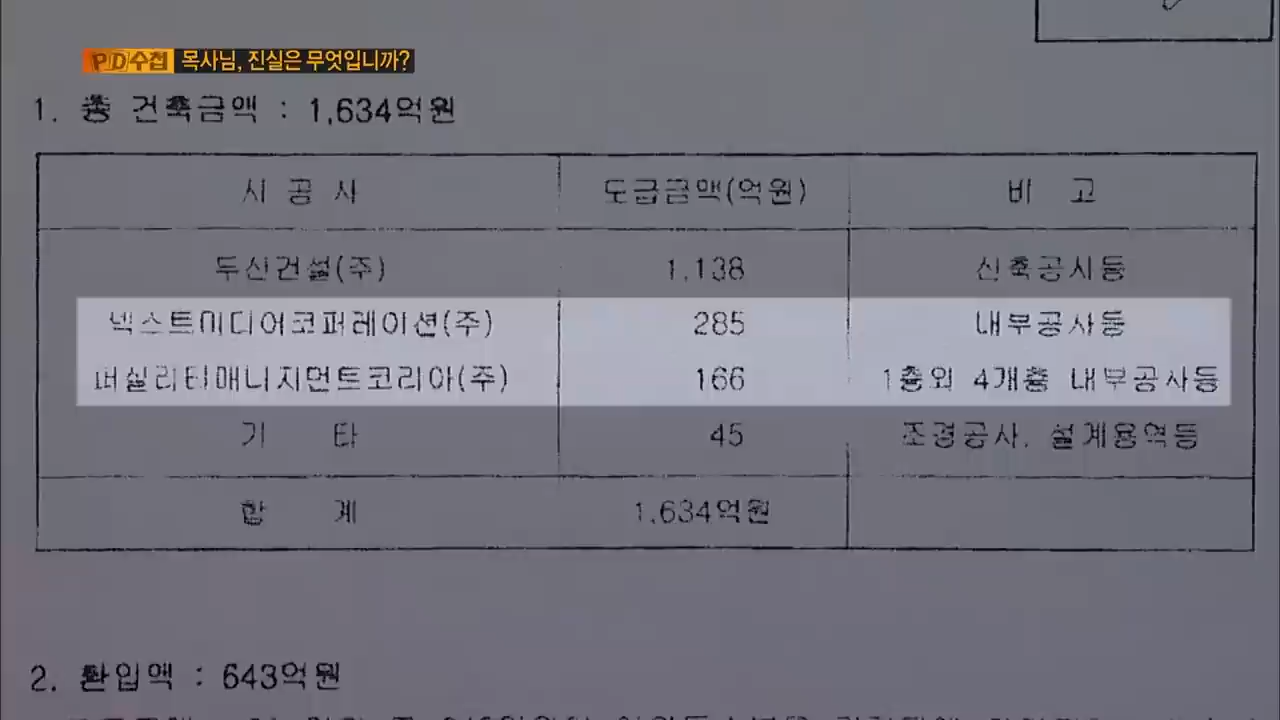 PD수첩 목사님, 진실은 무엇입니까?
1. 총 건축금액 : 1,634억원
시 공 사 도급금액(억원) 비 고
두산건설(주) 1,138 신축공사등
넥스트미디어코퍼레이션(주) 285 내부공사등
퍼실리티매니지먼트코리아(주) 166 1층외 4개층 내부공사등
기 타 45 조경공사, 설계용역등
합 계 1,634억원
2. 환입액 : 643억원